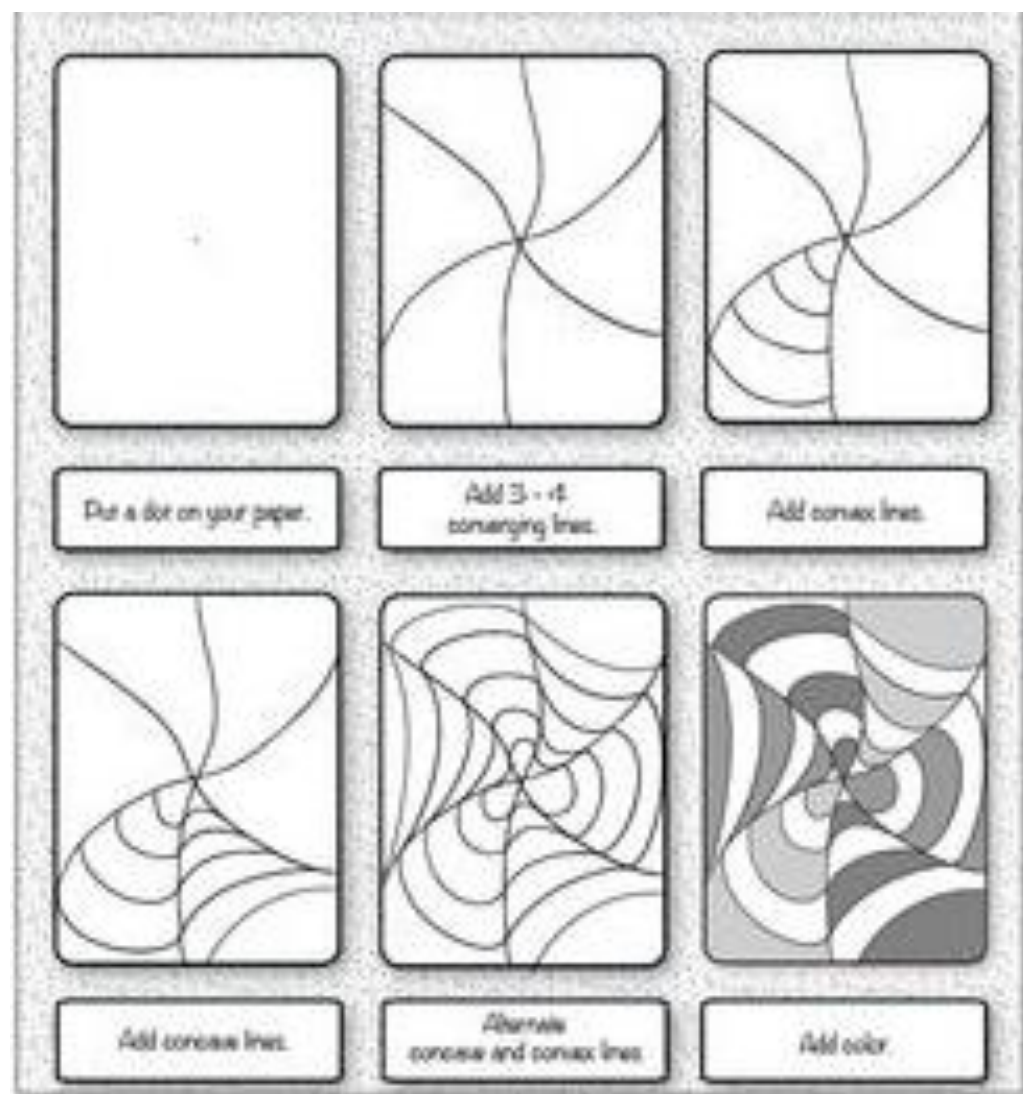 Put a dot on your paper.
Add 3 - 4
converging lines.
Add convex lines.
Add concave lines.
Alternate
concave and convex lines
Add color